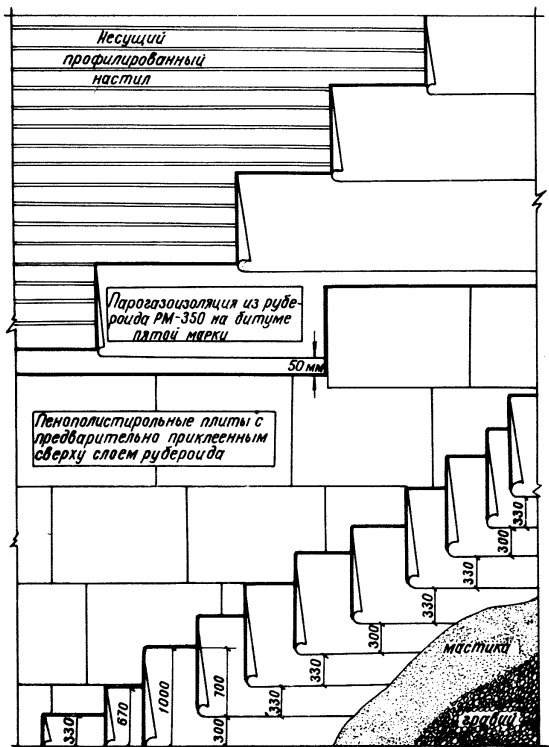 Несущий
профилированный
настил
Парогазоизоляция из рубе-
роида РМ-350 на битуме
пятой марки
50 мм
Пенополистирольные плиты с
предварительно приклеенным
сверху слоем рубероида
330
300
330
330
300
330
330
мастика
гравий
330
670
1000
700
300